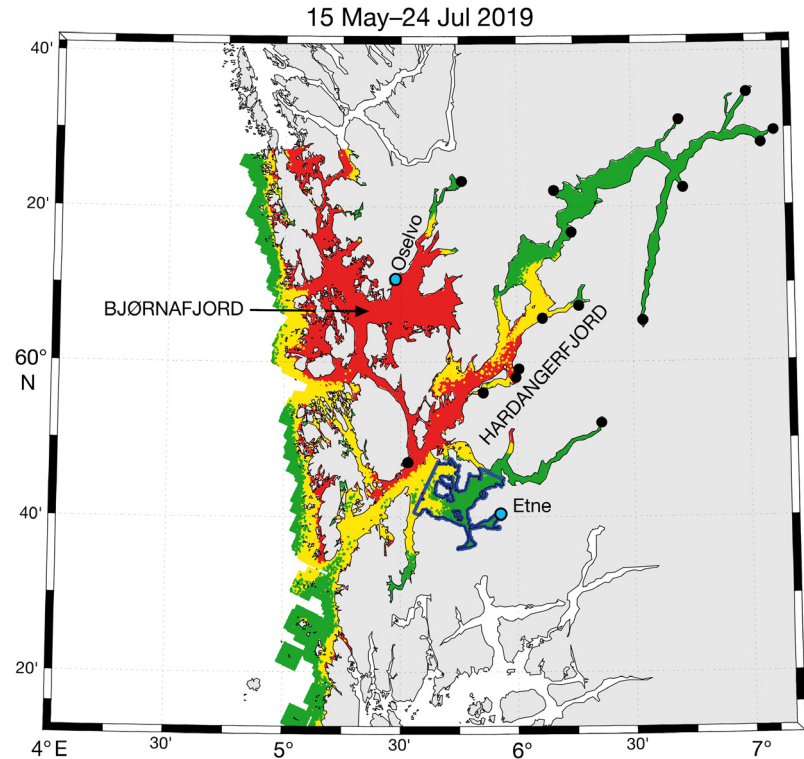 15 May–24 Jul 2019
40'
20'
Oselvo
BJØRNAFJORD
60°
N
HARDANGERFJORD
40'
Etne
20'
4° E
30'
5°
30'
6°
30'
7°